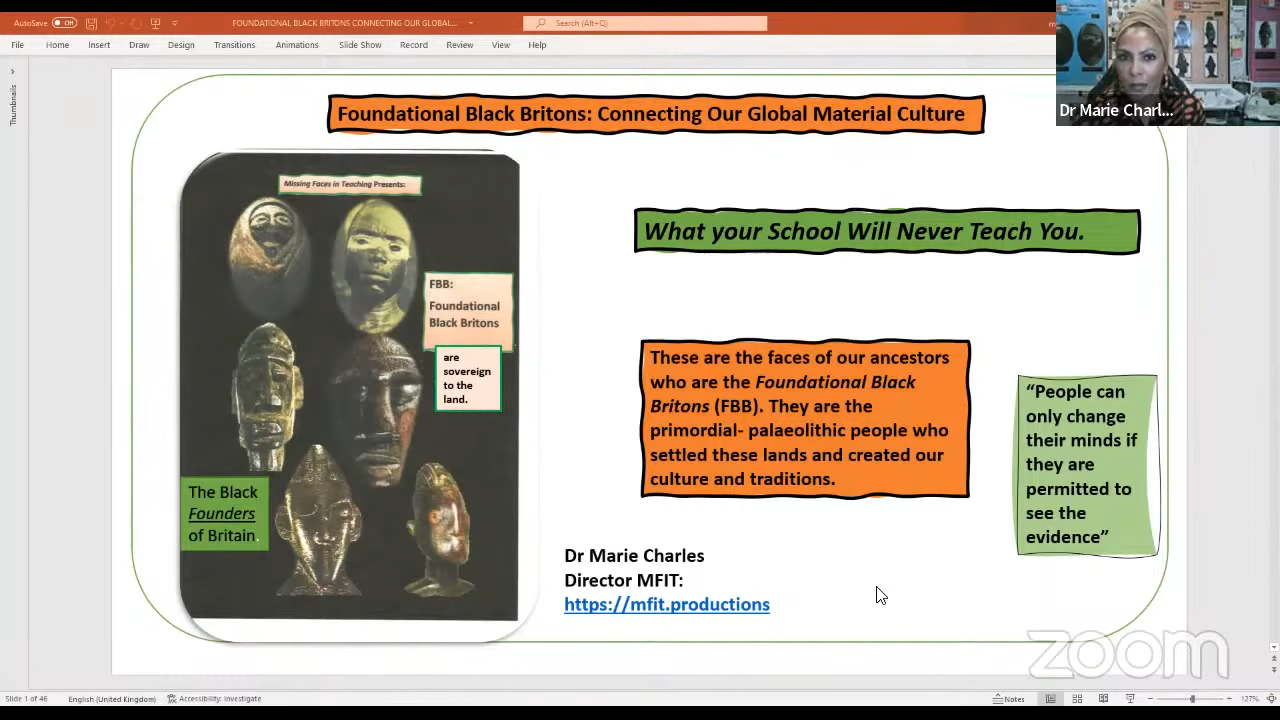 AutoSave
Off
FOUNDATIONAL BLACK BRITONS CONNECTING OUR GLOBAL...
Search (Alt+Q)
File Home Insert Draw Design Transitions Animations Slide Show Record Review View Help
Dr Marie Charl...
Thumbnails
Foundational Black Britons: Connecting Our Global Material Culture
Missing Faces in Teaching Presents:
FBB:
Foundational
Black Britons
are
sovereign
to the
land.
The Black
Founders
of Britain.
What your School Will Never Teach You.
These are the faces of our ancestors
who are the Foundational Black
Britons (FBB). They are the
primordial- palaeolithic people who
settled these lands and created our
culture and traditions.
“People can
only change
their minds if
they are
permitted to
see the
evidence”
Dr Marie Charles
Director MFIT:
https://mfit.productions
zoom
Slide 1 of 46
English (United Kingdom)
Accessibility: Investigate
Notes
127%